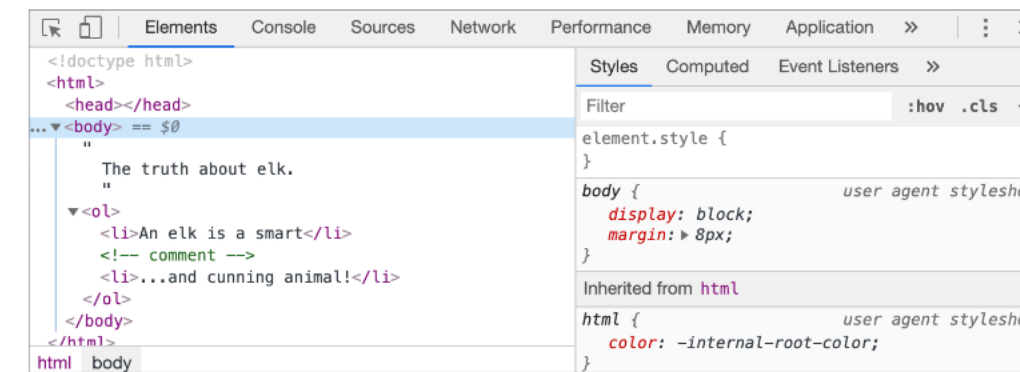 Elements Console Sources Network Performance Memory Application »
<!doctype html>
<html>
<head></head>
... ▼<body> == $0
"
The truth about elk.
"
▼<ol>
<li>An elk is a smart</li>
<!-- comment -->
<li>...and cunning animal!</li>
</ol>
</body>
</html>
html body
Styles Computed Event Listeners »
Filter :hov .cls
element.style {
}
body { user agent stylesh
display: block;
margin: ▶ 8px;
}
Inherited from html
html { user agent stylesh
color: -internal-root-color;
}